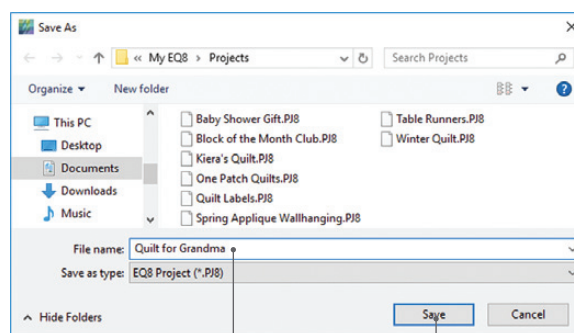 Save As
« My EQ8 > Projects
Search Projects
Organize
New folder
This PC
Desktop
Documents
Downloads
Music
Baby Shower Gift.PJ8
Block of the Month Club.PJ8
Kiera's Quilt.PJ8
One Patch Quilts.PJ8
Quilt Labels.PJ8
Spring Applique Wallhanging.PJ8
Table Runners.PJ8
Winter Quilt.PJ8
File name: Quilt for Grandma
Save as type: EQ8 Project (*.PJ8)
Hide Folders
Save
Cancel